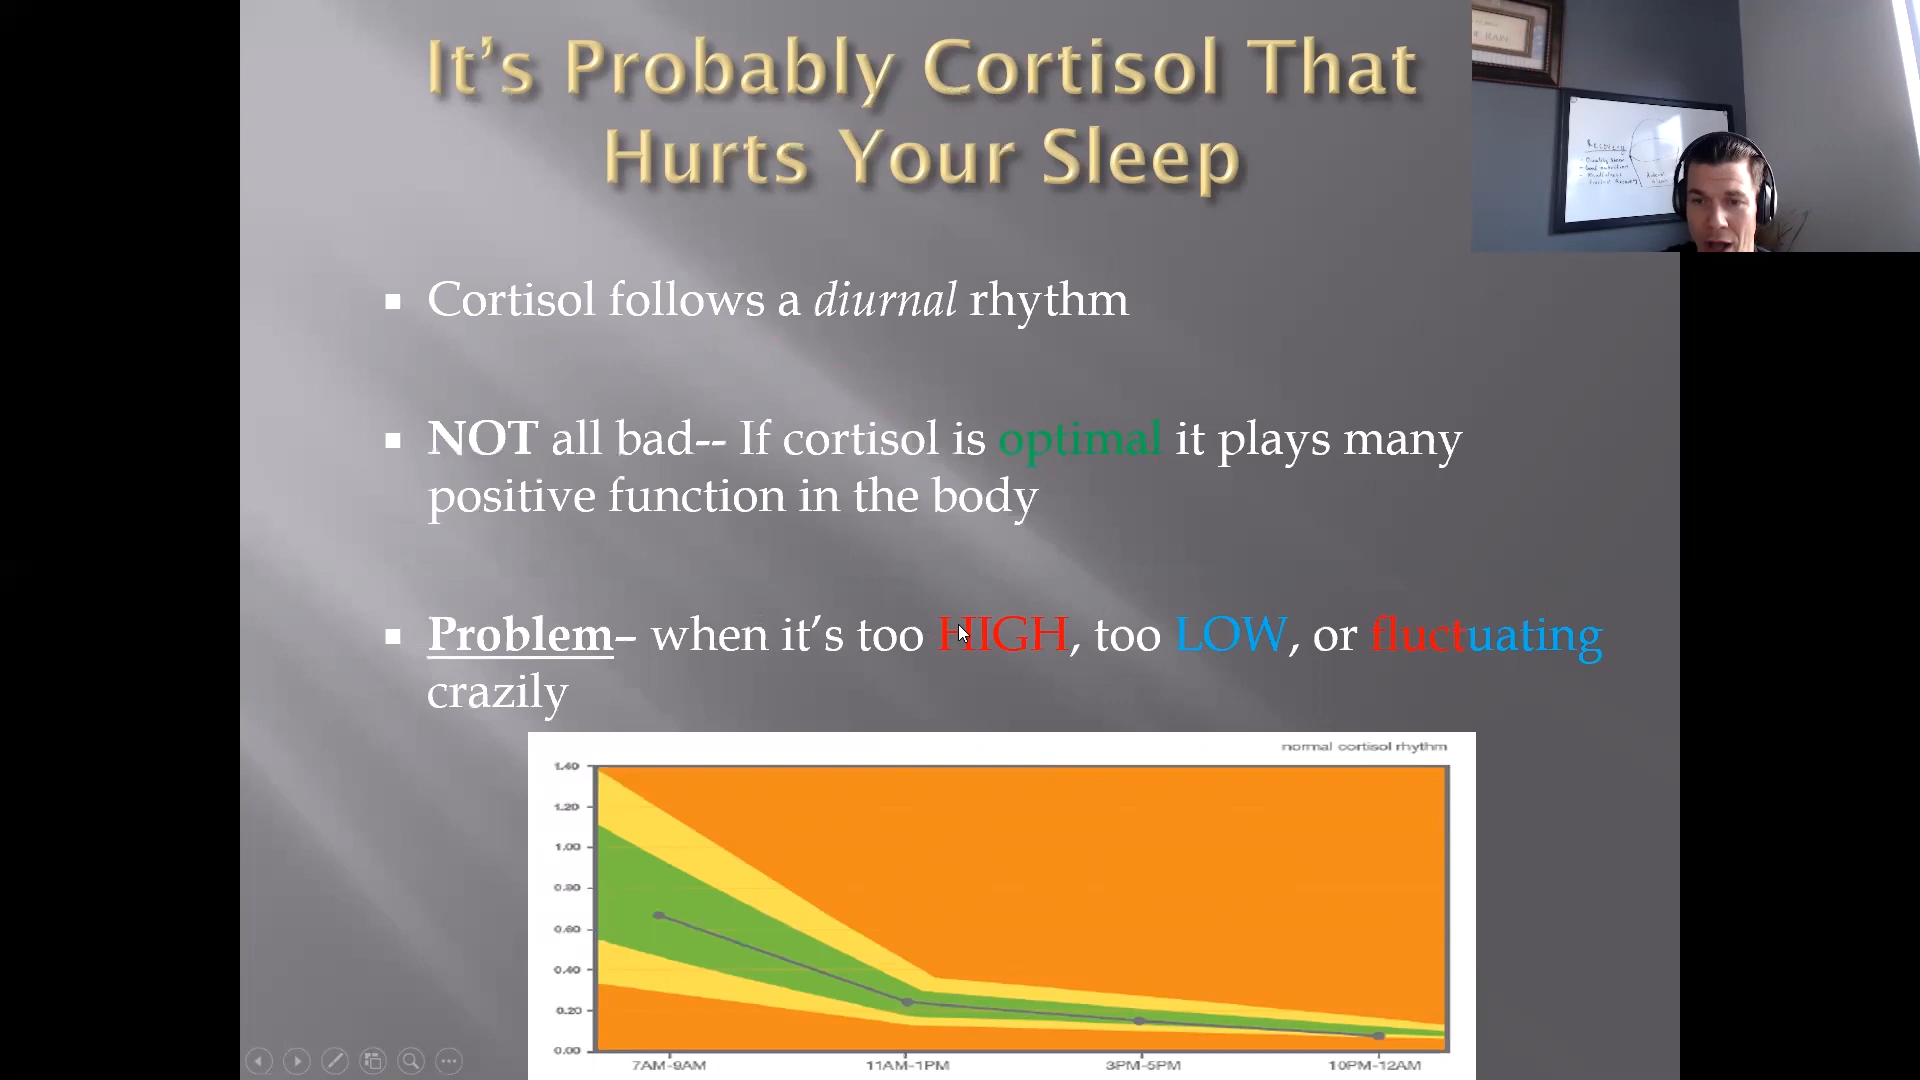 It's Probably Cortisol That
Hurts Your Sleep
RAIN
Recovery
▪ Cortisol follows a diurnal rhythm
▪ NOT all bad-- If cortisol is optimal it plays many
positive function in the body
▪ Problem– when it's too HIGH, too LOW, or fluctuating
crazily
normal cortisol rhythm
1.40
1.20
1.00
0.80
0.60
0.40
0.20
0.00
7AM-9AM 11AM-1PM 3PM-5PM 10PM-12AM